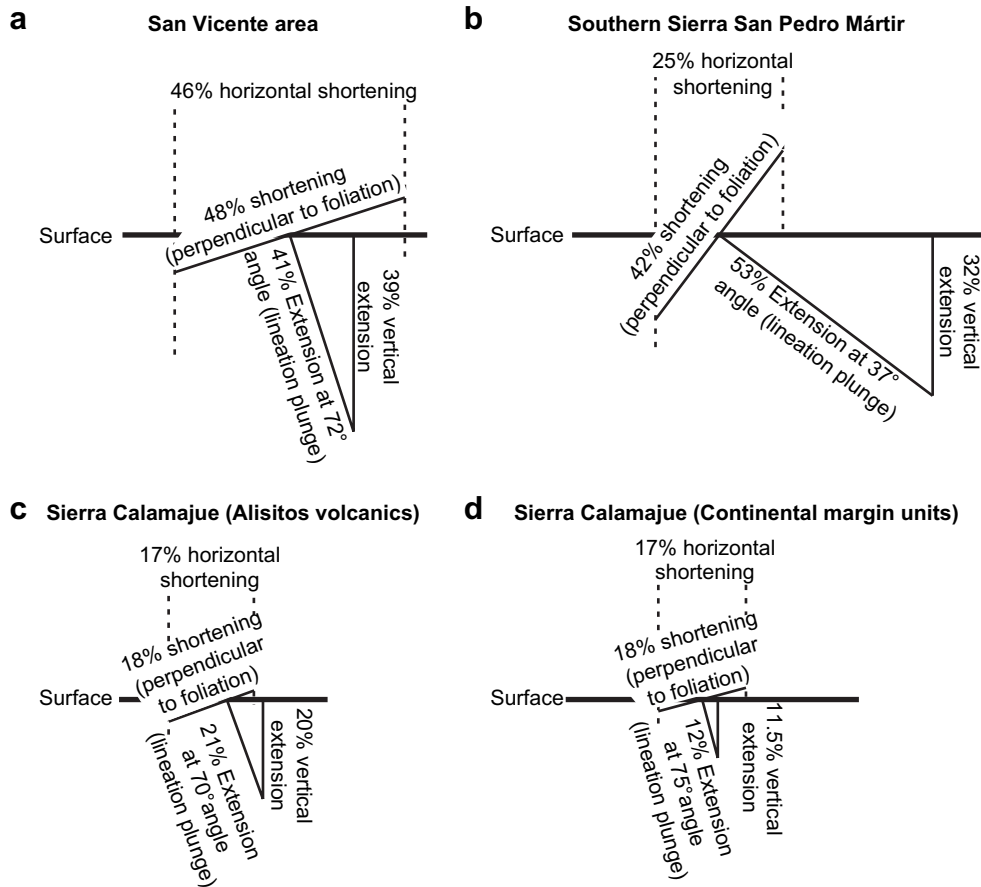 a San Vicente area
46% horizontal shortening
48% shortening
(perpendicular to foliation)
Surface
41% Extension at 72°
angle (lineation plunge)
39% vertical
extension
b Southern Sierra San Pedro Mártir
25% horizontal
shortening
42% shortening
(perpendicular to foliation)
Surface
53% Extension at 37°
angle (lineation plunge)
32% vertical
extension
c Sierra Calamajue (Alisitos volcanics)
17% horizontal
shortening
18% shortening
(perpendicular
to foliation)
Surface
21% Extension
at 70°angle
(lineation plunge)
20% vertical
extension
d Sierra Calamajue (Continental margin units)
17% horizontal
shortening
18% shortening
(perpendicular
to foliation)
Surface
12% Extension
at 75°angle
(lineation plunge)
11.5% vertical
extension